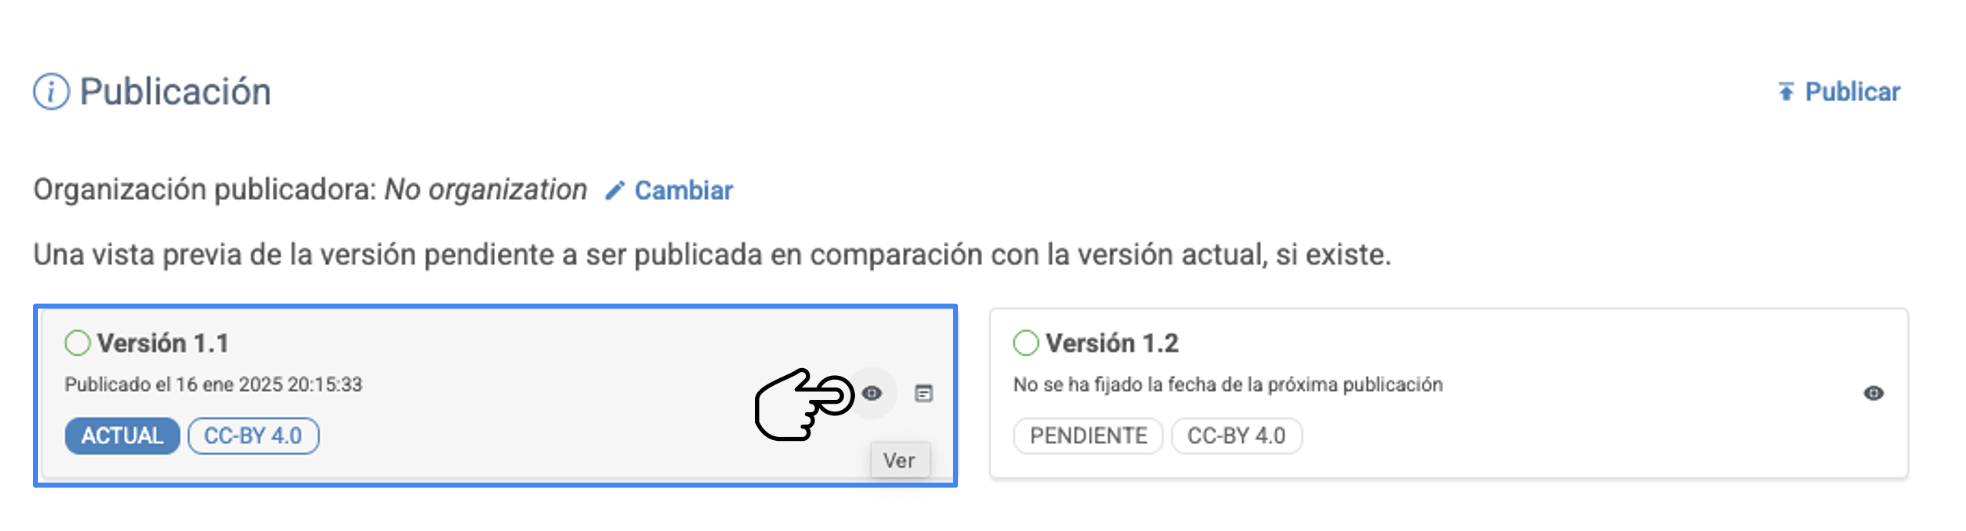 Publicación
Publicar
Organización publicadora: No organization Cambiar
Una vista previa de la versión pendiente a ser publicada en comparación con la versión actual, si existe.
Versión 1.1
Publicado el 16 ene 2025 20:15:33
ACTUAL CC-BY 4.0
Ver
Versión 1.2
No se ha fijado la fecha de la próxima publicación
PENDIENTE CC-BY 4.0